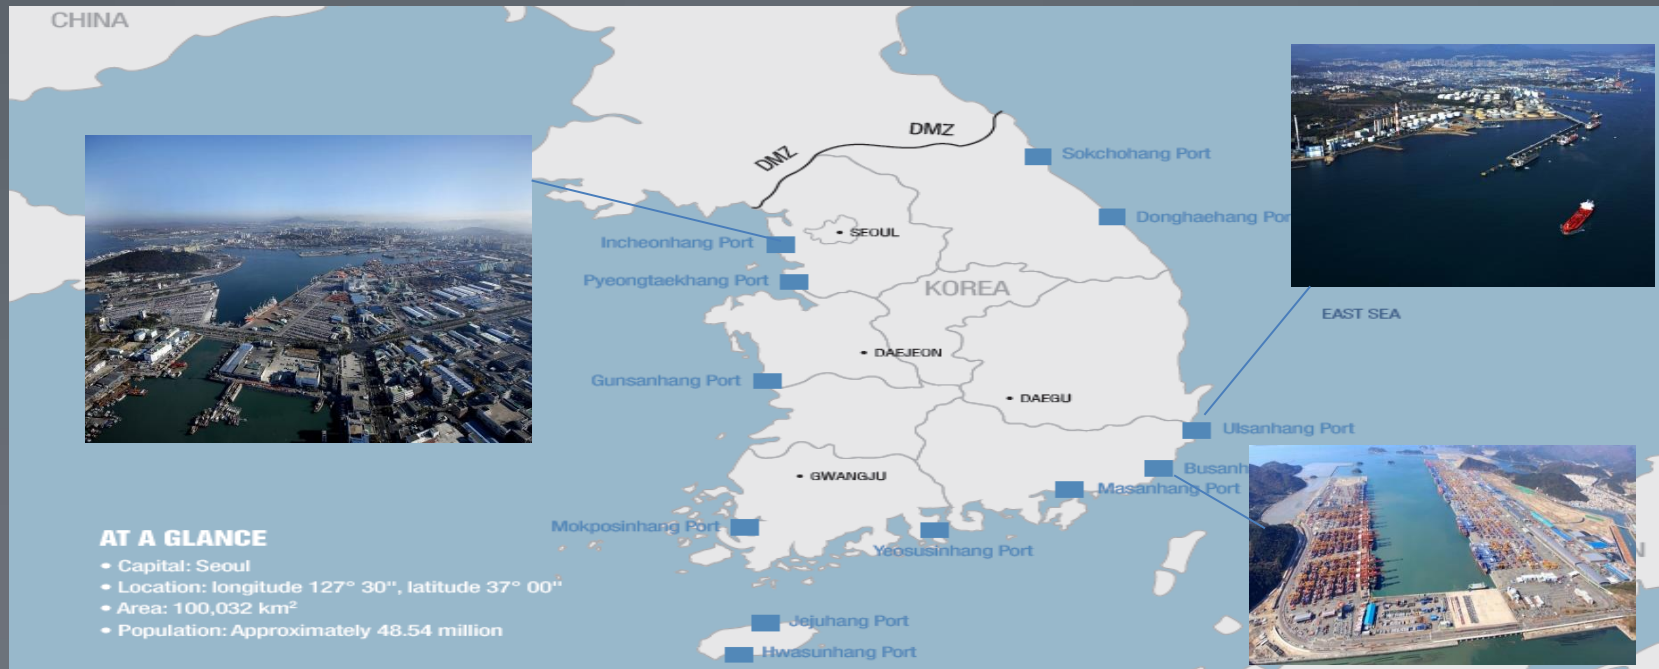 CHINA
DMZ
DMZ
Sokchohang Port
Donghaehang Por
SEOUL
Incheonhang Port
Pyeongtaekhang Port
KOREA
EAST SEA
DAEJEON
Gunsanhang Port
DAEGU
Ulsanhang Port
GWANGJU
Busanh
Masanhang Port
Mokposinhang Port
Yeosusinhang Port
AT A GLANCE
• Capital: Seoul
• Location: longitude 127° 30", latitude 37° 00"
• Area: 100,032 km²
• Population: Approximately 48.54 million
Jejuhang Port
Hwasunhang Port
N